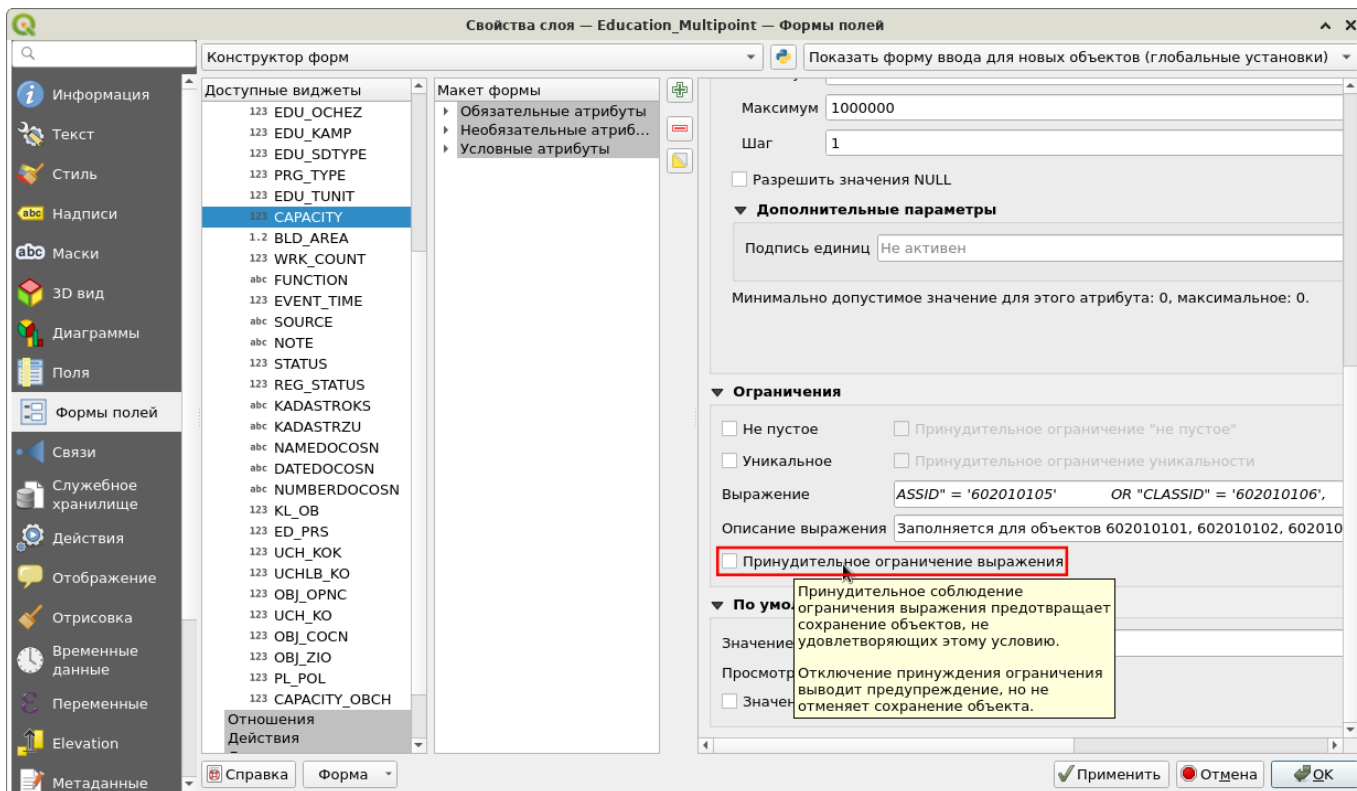 Свойства слоя — Education_Multipoint — Формы полей
Конструктор форм
Показать форму ввода для новых объектов (глобальные установки)
Информация
Текст
Стиль
abc Надписи
abc Маски
3D вид
Диаграммы
Поля
Формы полей
Связи
Служебное
хранилище
Действия
Отображение
Отрисовка
Временные
данные
Переменные
Elevation
Метаданные
Доступные виджеты
123 EDU_OCHEZ
123 EDU_KAMP
123 EDU_SDTYPE
123 PRG_TYPE
123 EDU_TUNIT
123 CAPACITY
1.2 BLD_AREA
123 WRK_COUNT
abc FUNCTION
123 EVENT_TIME
abc SOURCE
abc NOTE
123 STATUS
123 REG_STATUS
abc KADASTROKS
abc KADASTRZU
abc NAMEDOCOSN
abc DATEDOCOSN
abc NUMBERDOCOSN
123 KL_OB
123 ED_PRS
123 UCH_KOK
123 UCHLB_KO
123 OBJ_OPNC
123 UCH_KO
123 OBJ_COCN
123 OBJ_ZIO
123 PL_POL
123 CAPACITY_OBCH
Отношения
Действия
Макет формы
Обязательные атрибуты
Необязательные атриб...
Условные атрибуты
Максимум 1000000
Шаг 1
Разрешить значения NULL
Дополнительные параметры
Подпись единиц Не активен
Минимально допустимое значение для этого атрибута: 0, максимальное: 0.
Ограничения
Не пустое Принудительное ограничение "не пустое"
Уникальное Принудительное ограничение уникальности
Выражение ASSID" = '602010105' OR "CLASSID" = '602010106',
Описание выражения Заполняется для объектов 602010101, 602010102, 602010
Принудительное ограничение выражения
По умо
Значение
Просмотр
Значен
Принудительное соблюдение
ограничения выражения предотвращает
сохранение объектов, не
удовлетворяющих этому условию.
Отключение принуждения ограничения
выводит предупреждение, но не
отменяет сохранение объекта.
Справка
Форма
Применить
Отмена
OK